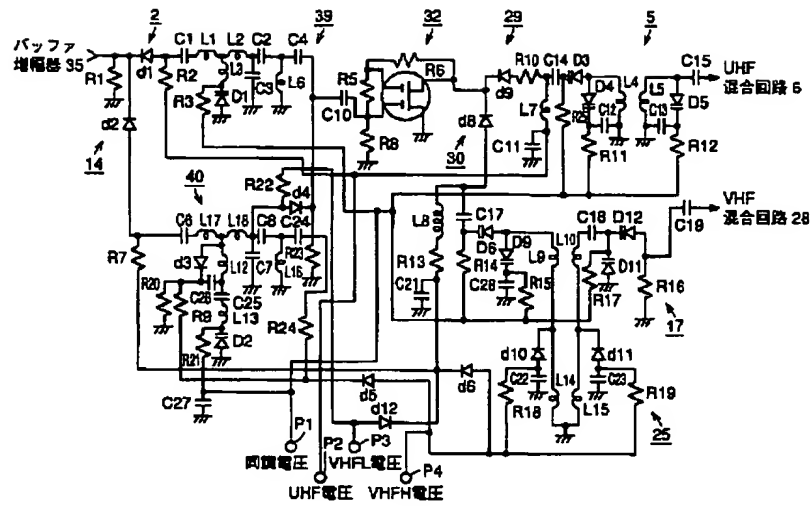 2
39
32
29
5
バッファ
増幅器 35
R1
d1
C1
L1
L2
C2
C4
R2
L3
D1
C3
L6
R3
d2
14
R5
R6
C10
R8
d9
R10
C14
D3
d8
30
L7
C11
R25
D4
C12
L4
L5
C13
D5
C15
R11
R12
UHF
混合回路 6
40
R22
d4
C6
L17
L18
C8
C24
R7
d3
L12
C7
L16
R23
R20
C26
C25
R9
L13
R21
D2
R24
C27
L8
C17
R13
C21
D6
D9
R14
C28
R15
L9
L10
C18
D12
D11
R17
C19
VHF
混合回路 28
R16
17
d5
d6
d12
d10
C22
R18
L14
L15
d11
C23
R19
25
P1
同調電圧
P2
UHF電圧
P3
VHFL電圧
P4
VHFH電圧